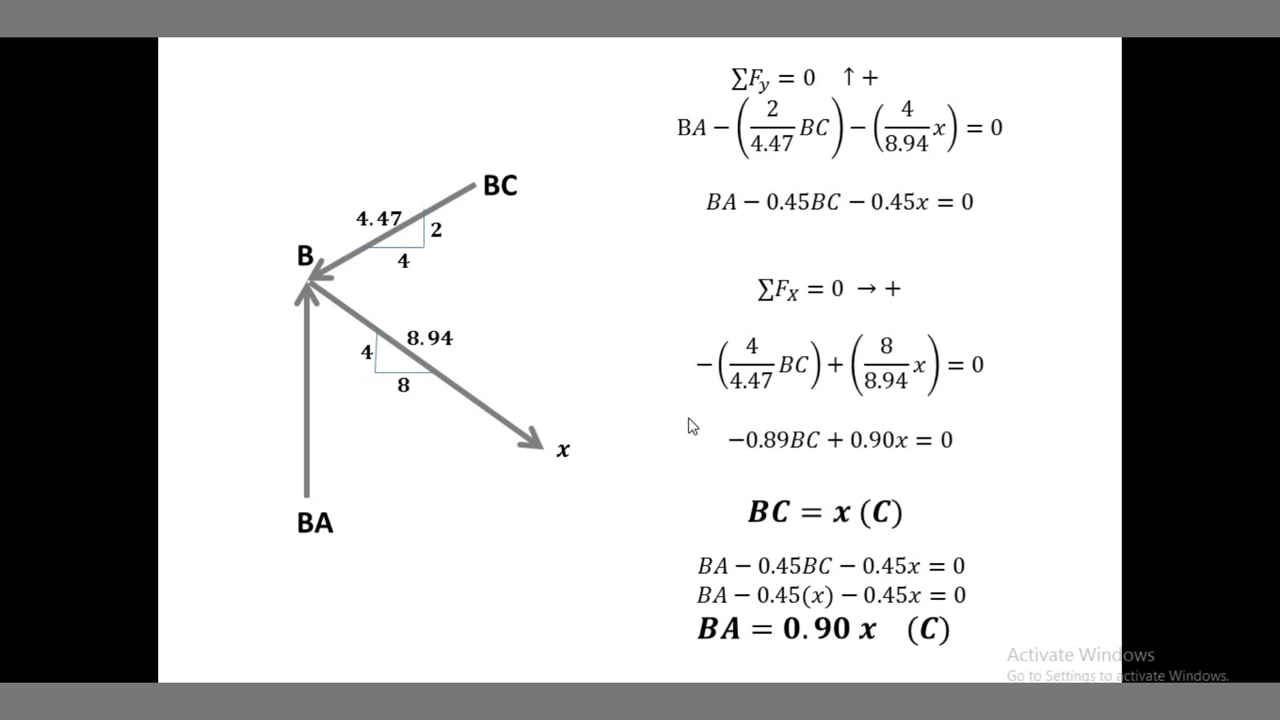 BC
4.47
2
4
B
8.94
4
8
x
BA
∑F_y = 0 ↑ +
BA − (2/4.47 BC) − (4/8.94 x) = 0
BA − 0.45BC − 0.45x = 0
∑F_X = 0 → +
−(4/4.47 BC) + (8/8.94 x) = 0
−0.89BC + 0.90x = 0
BC = x (C)
BA − 0.45BC − 0.45x = 0
BA − 0.45(x) − 0.45x = 0
BA = 0.90 x (C)
Activate Windows
Go to Settings to activate Windows.